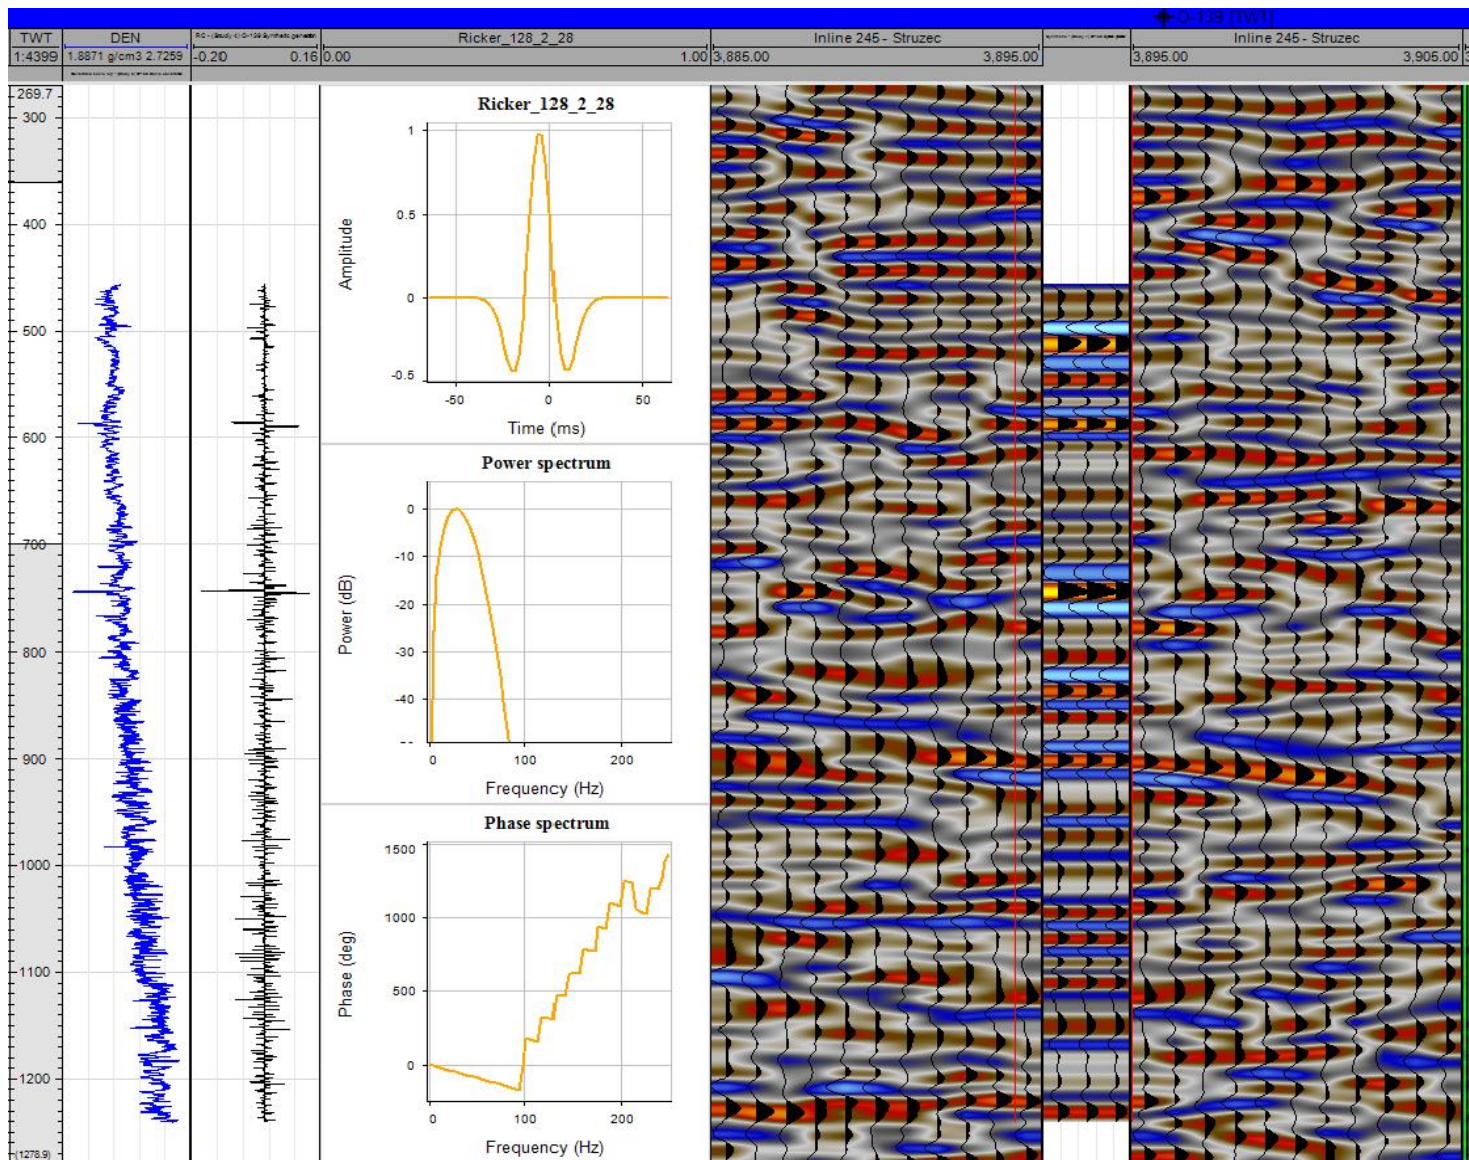 O-139 [TWT]
TWT DEN Ricker_128_2_28 Inline 245 - Struzec Inline 245 - Struzec
1:4399 1.8871 g/cm3 2.7259 -0.20 0.16 0.00 1.00 3,885.00 3,895.00 3,895.00 3,905.00
269.7
300
400
500
600
700
800
900
1000
1100
1200
(1278.9)
Ricker_128_2_28
1
0.5
0
-0.5
Amplitude
-50 0 50
Time (ms)
Power spectrum
0
-10
-20
-30
-40
--
Power (dB)
0 100 200
Frequency (Hz)
Phase spectrum
1500
1000
500
0
Phase (deg)
0 100 200
Frequency (Hz)